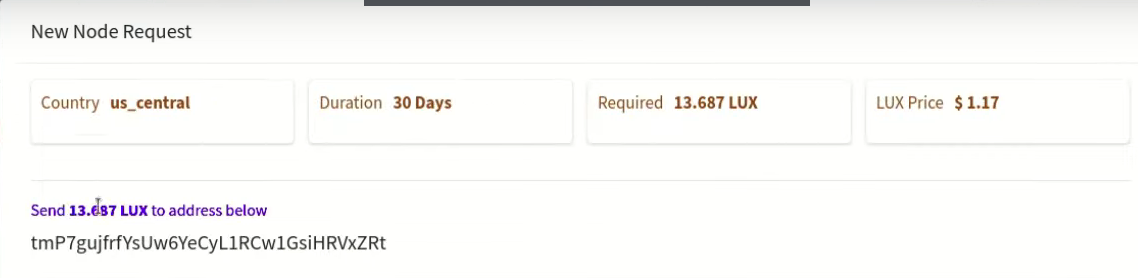 New Node Request
Country us_central Duration 30 Days Required 13.687 LUX LUX Price $ 1.17
Send 13.687 LUX to address below
tmP7gujfrfYsUw6YeCyL1RCw1GsiHRVxZRt